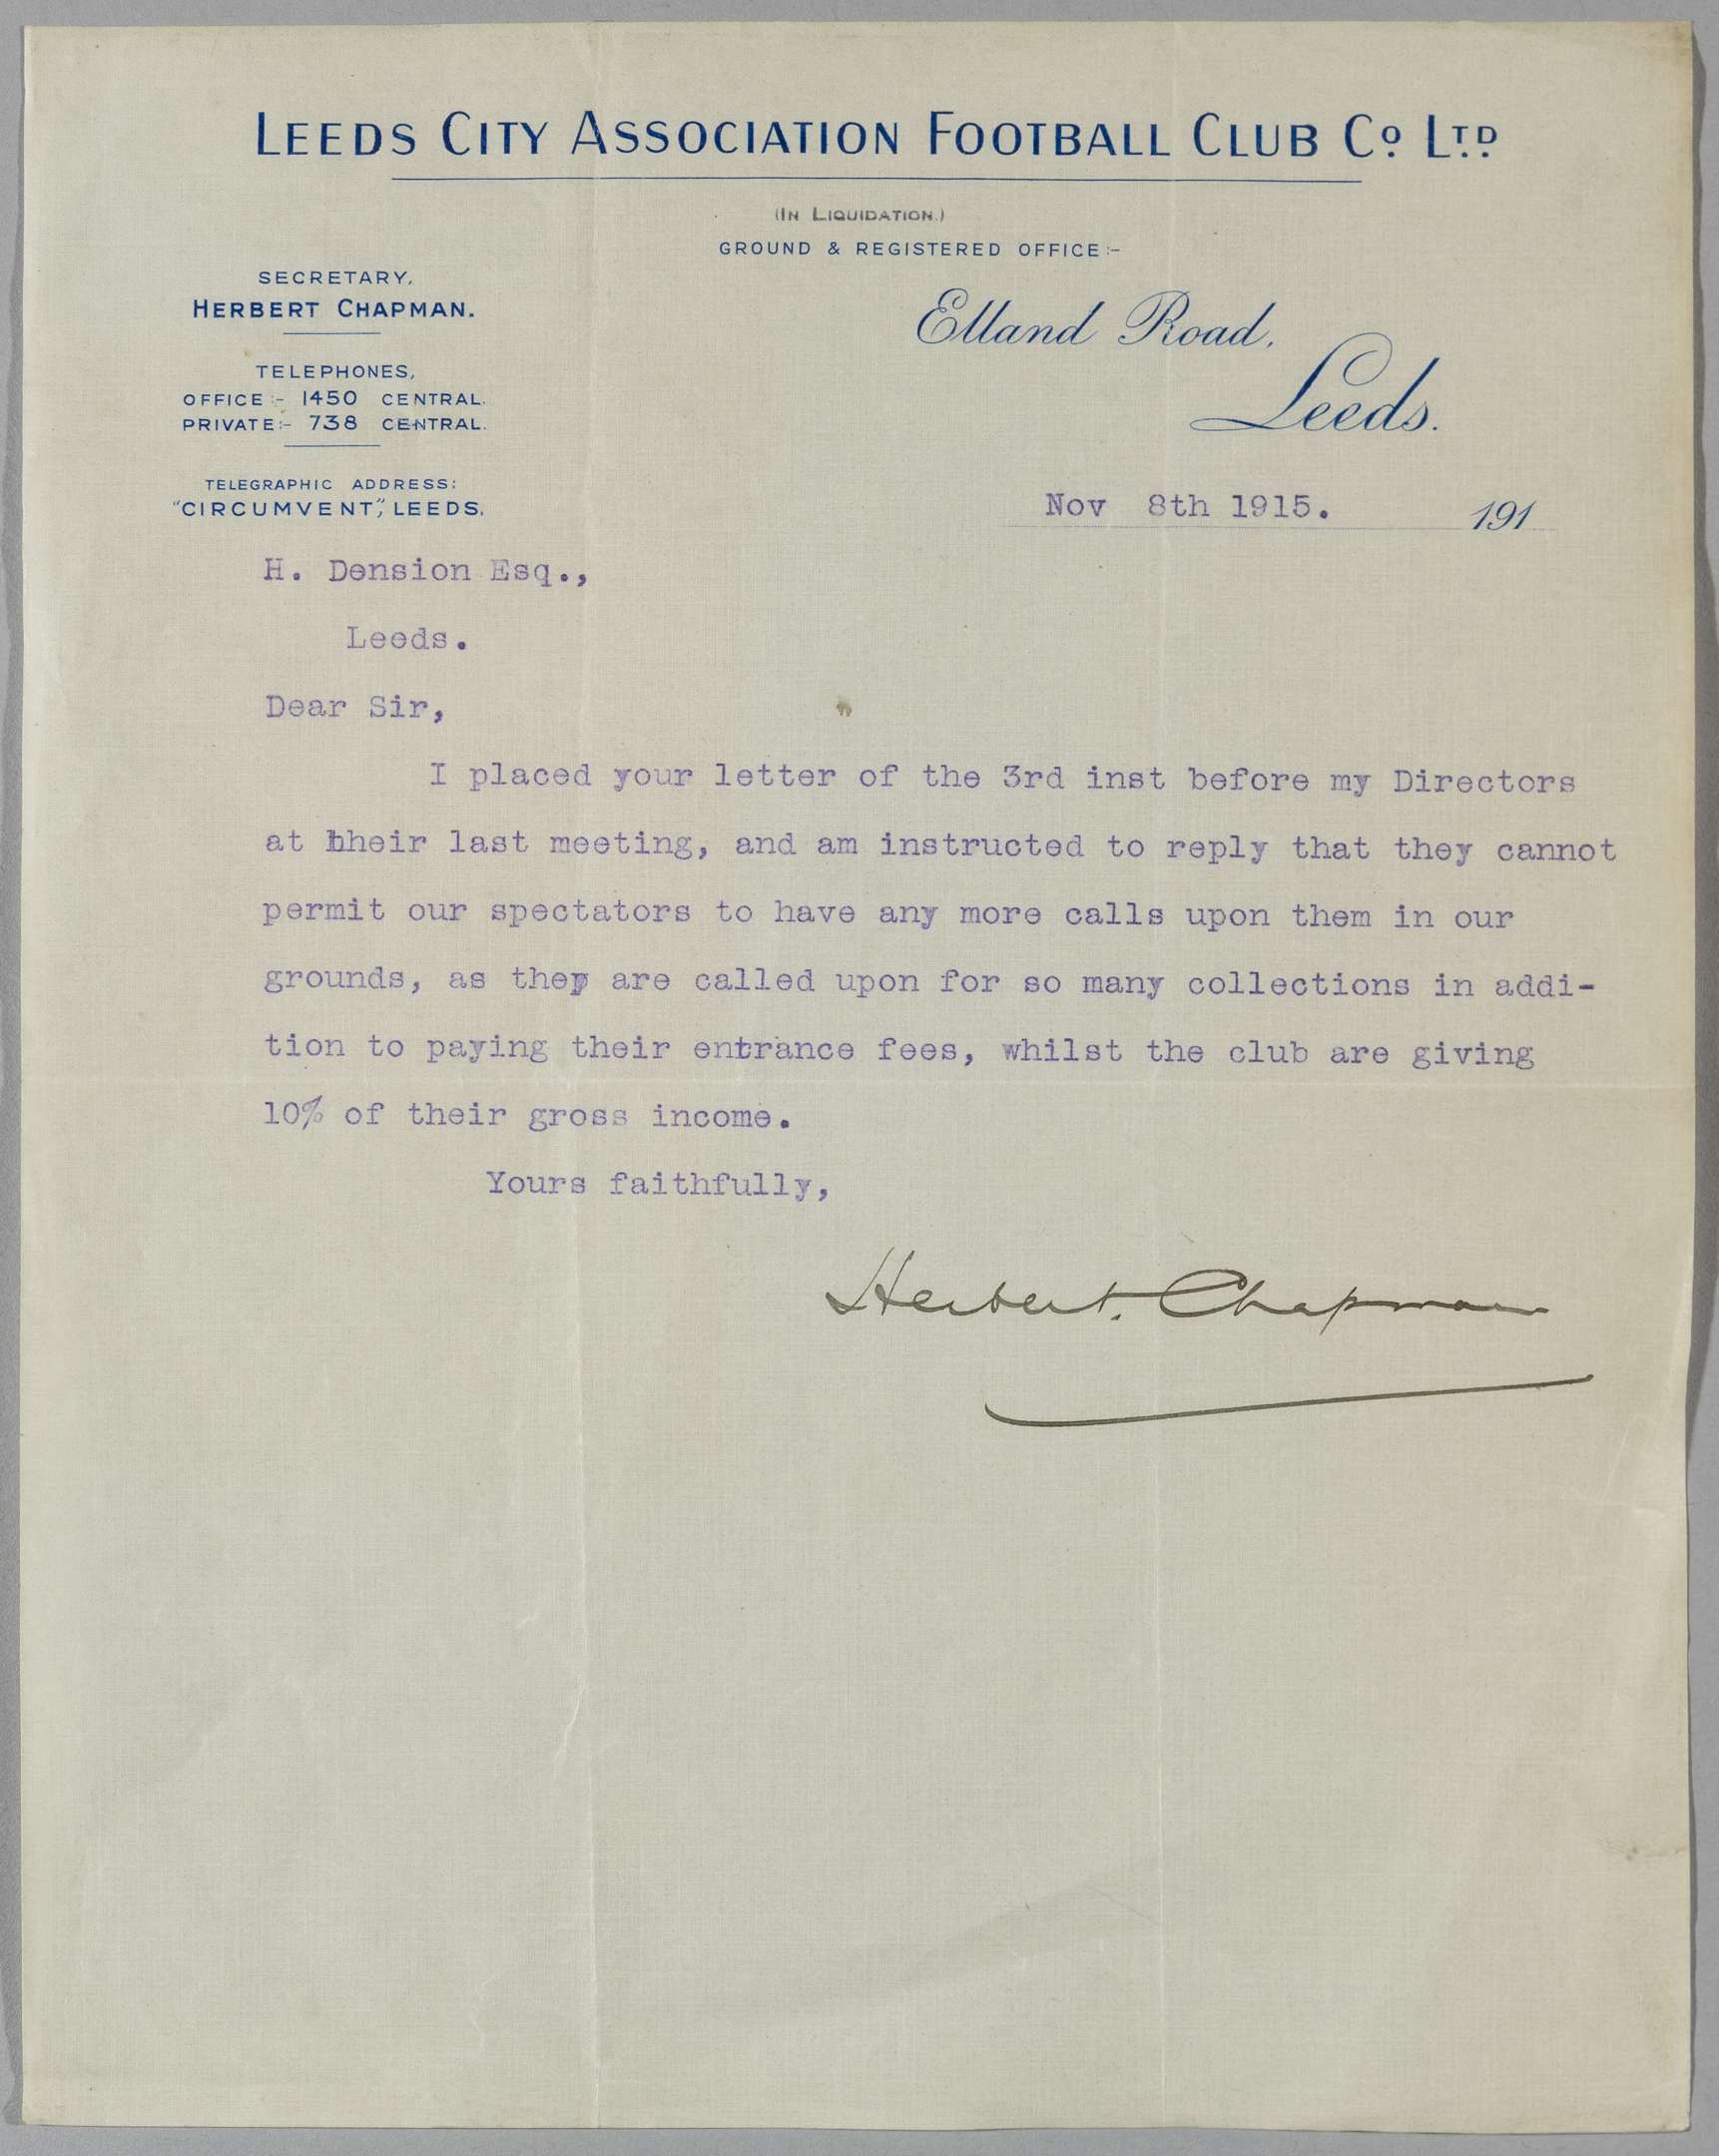 LEEDS CITY ASSOCIATION FOOTBALL CLUB Co. LTD.
(IN LIQUIDATION.)
GROUND & REGISTERED OFFICE:-
SECRETARY,
HERBERT CHAPMAN.
TELEPHONES,
OFFICE:- 1450 CENTRAL.
PRIVATE:- 738 CENTRAL.
TELEGRAPHIC ADDRESS:
"CIRCUMVENT", LEEDS.
Elland Road,
Leeds.
Nov 8th 1915. 191
H. Dension Esq.,
Leeds.
Dear Sir,
I placed your letter of the 3rd inst before my Directors
at their last meeting, and am instructed to reply that they cannot
permit our spectators to have any more calls upon them in our
grounds, as they are called upon for so many collections in addi-
tion to paying their entrance fees, whilst the club are giving
10% of their gross income.
Yours faithfully,
Herbert. Chapman